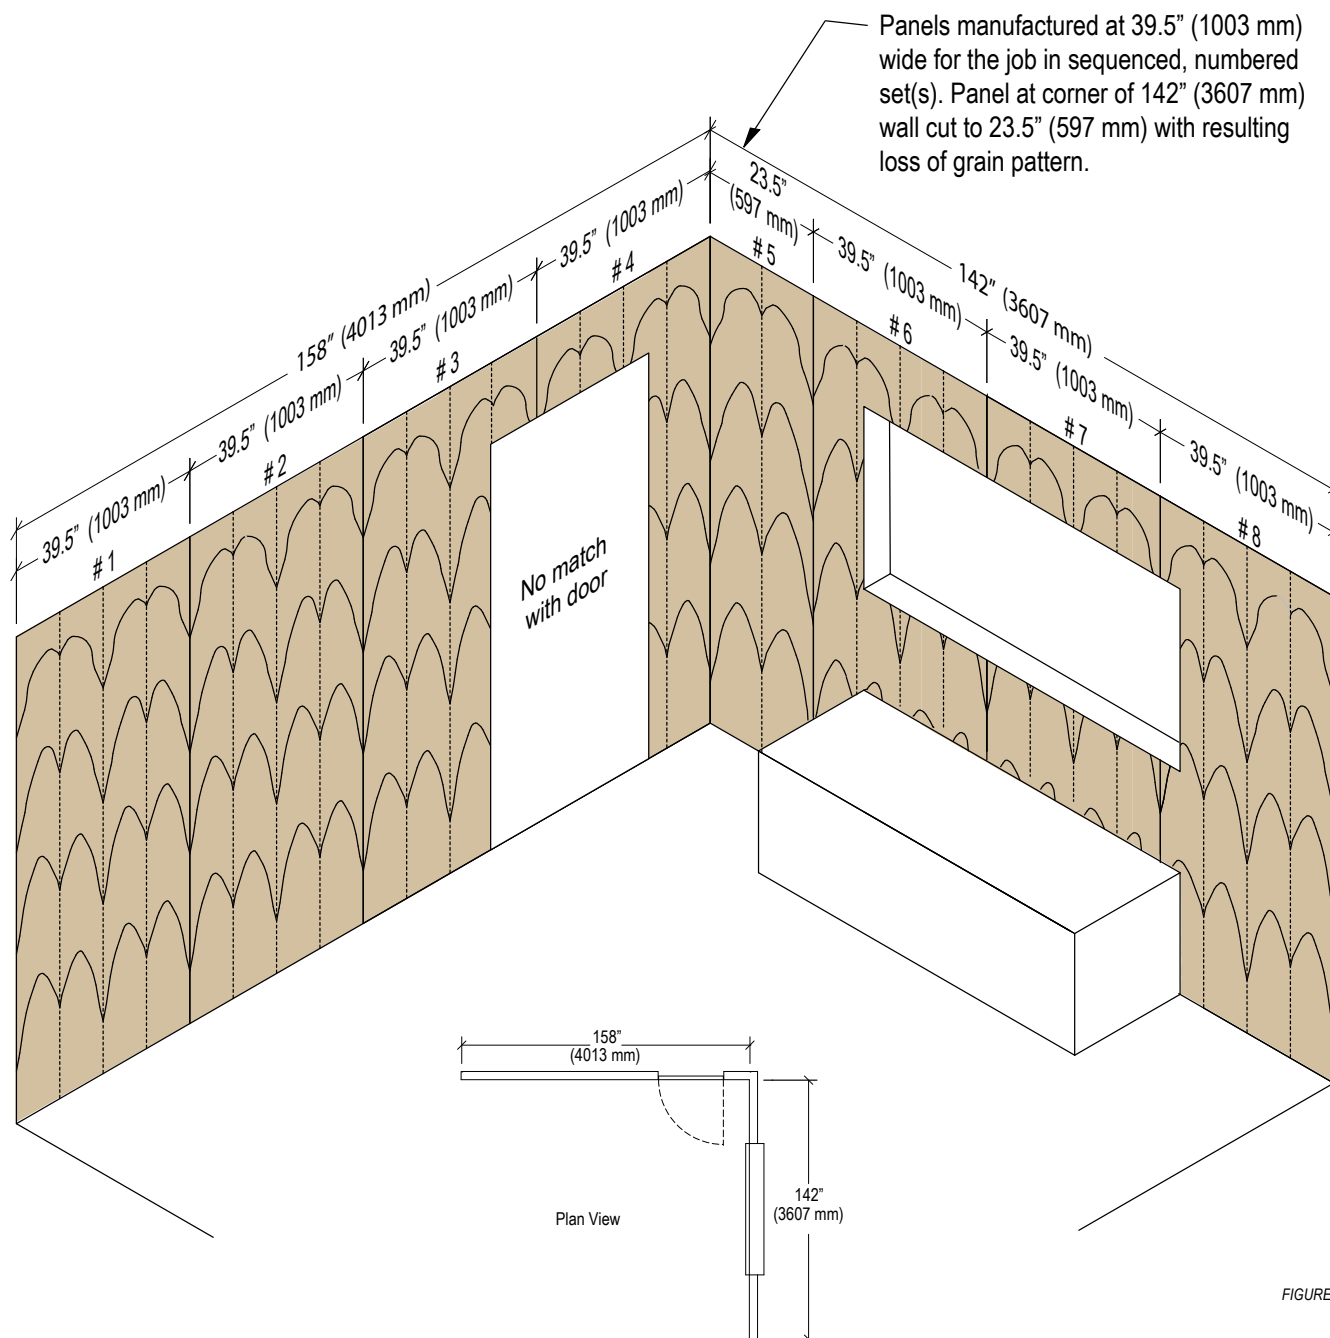 Panels manufactured at 39.5” (1003 mm)
wide for the job in sequenced, numbered
set(s). Panel at corner of 142” (3607 mm)
wall cut to 23.5” (597 mm) with resulting
loss of grain pattern.
158” (4013 mm)
142” (3607 mm)
39.5” (1003 mm)
# 1
39.5” (1003 mm)
# 2
39.5” (1003 mm)
# 3
39.5” (1003 mm)
# 4
23.5”
(597 mm)
# 5
39.5” (1003 mm)
# 6
39.5” (1003 mm)
# 7
39.5” (1003 mm)
# 8
No match
with door
158”
(4013 mm)
142”
(3607 mm)
Plan View
FIGURE